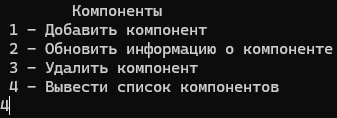 Компоненты
1 – Добавить компонент
2 – Обновить информацию о компоненте
3 – Удалить компонент
4 – Вывести список компонентов
4